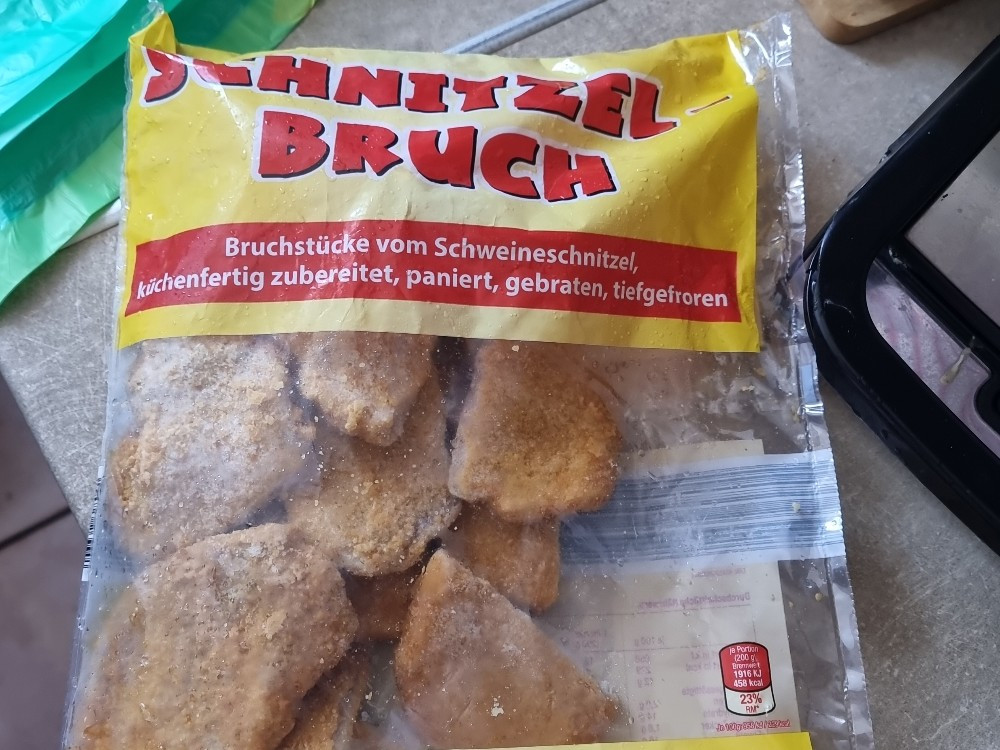 SCHNITZEL-
BRUCH
Bruchstücke vom Schweineschnitzel,
küchenfertig zubereitet, paniert, gebraten, tiefgefroren
je Portion
(200 g)
Brennwert
1916 KJ
458 kcal
23%
RM*